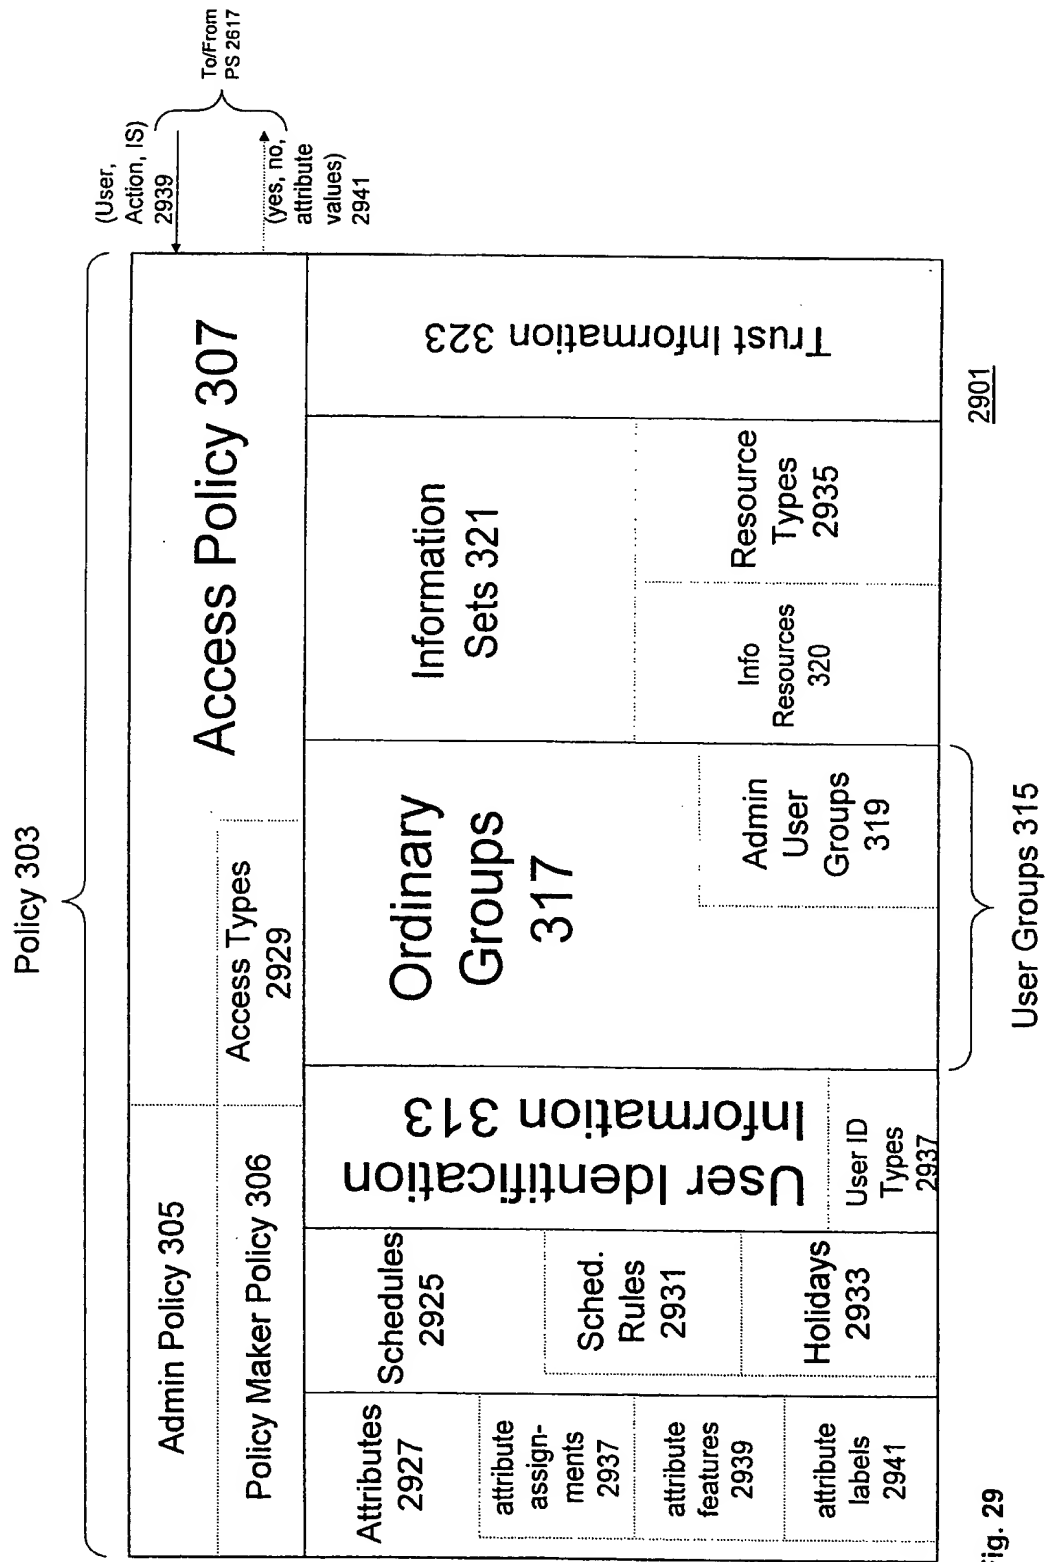 Policy 303
(User,
Action, IS)
2939
To/From
PS 2617
(yes, no,
attribute
values)
2941
Admin Policy 305
Policy Maker Policy 306
Access Types
2929
Access Policy 307
Attributes
2927
attribute
assign-
ments
2937
attribute
features
2939
attribute
labels
2941
Schedules
2925
Sched.
Rules
2931
Holidays
2933
User Identification
Information 313
User ID
Types
2937
Ordinary
Groups
317
Admin
User
Groups
319
Information
Sets 321
Info
Resources
320
Resource
Types
2935
Trust Information 323
User Groups 315
2901
ig. 29